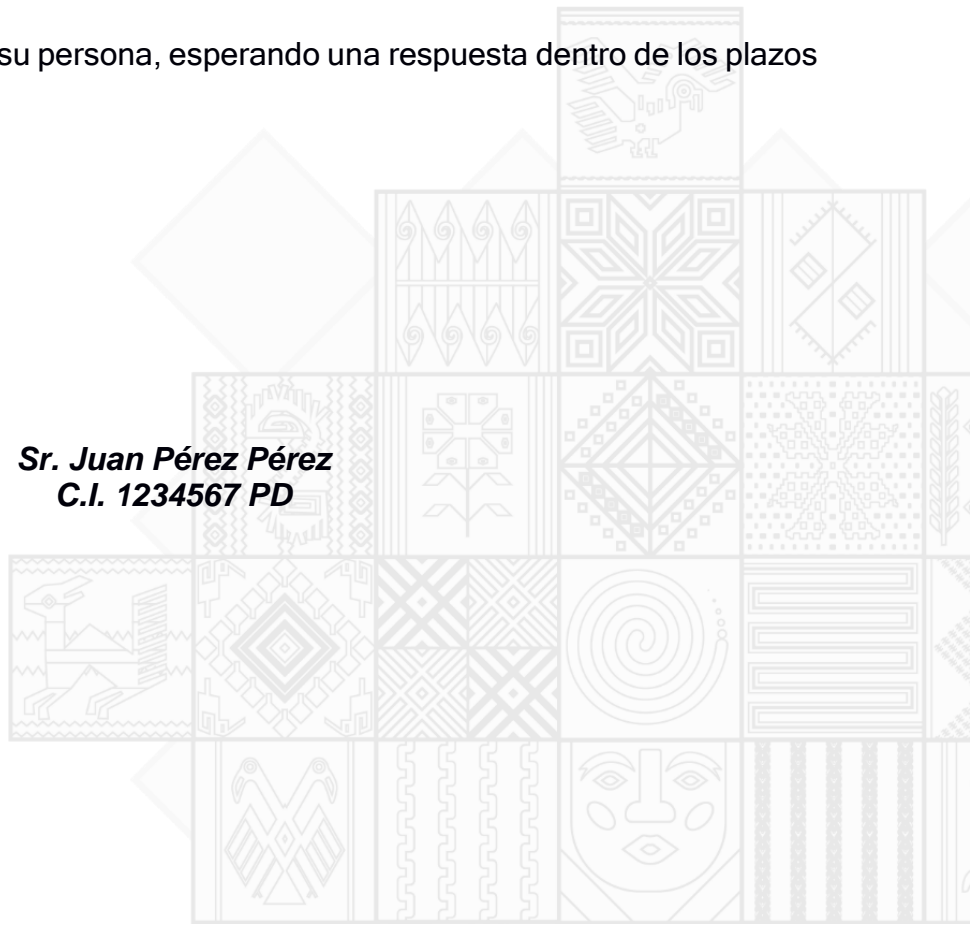 su persona, esperando una respuesta dentro de los plazos
Sr. Juan Pérez Pérez
C.I. 1234567 PD